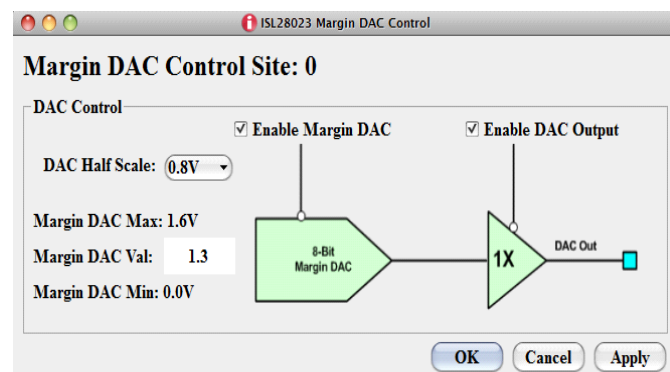 ISL28023 Margin DAC Control
Margin DAC Control Site: 0
DAC Control
Enable Margin DAC
Enable DAC Output
DAC Half Scale: 0.8V
Margin DAC Max: 1.6V
Margin DAC Val: 1.3
Margin DAC Min: 0.0V
8-Bit
Margin DAC
1X
DAC Out
OK
Cancel
Apply